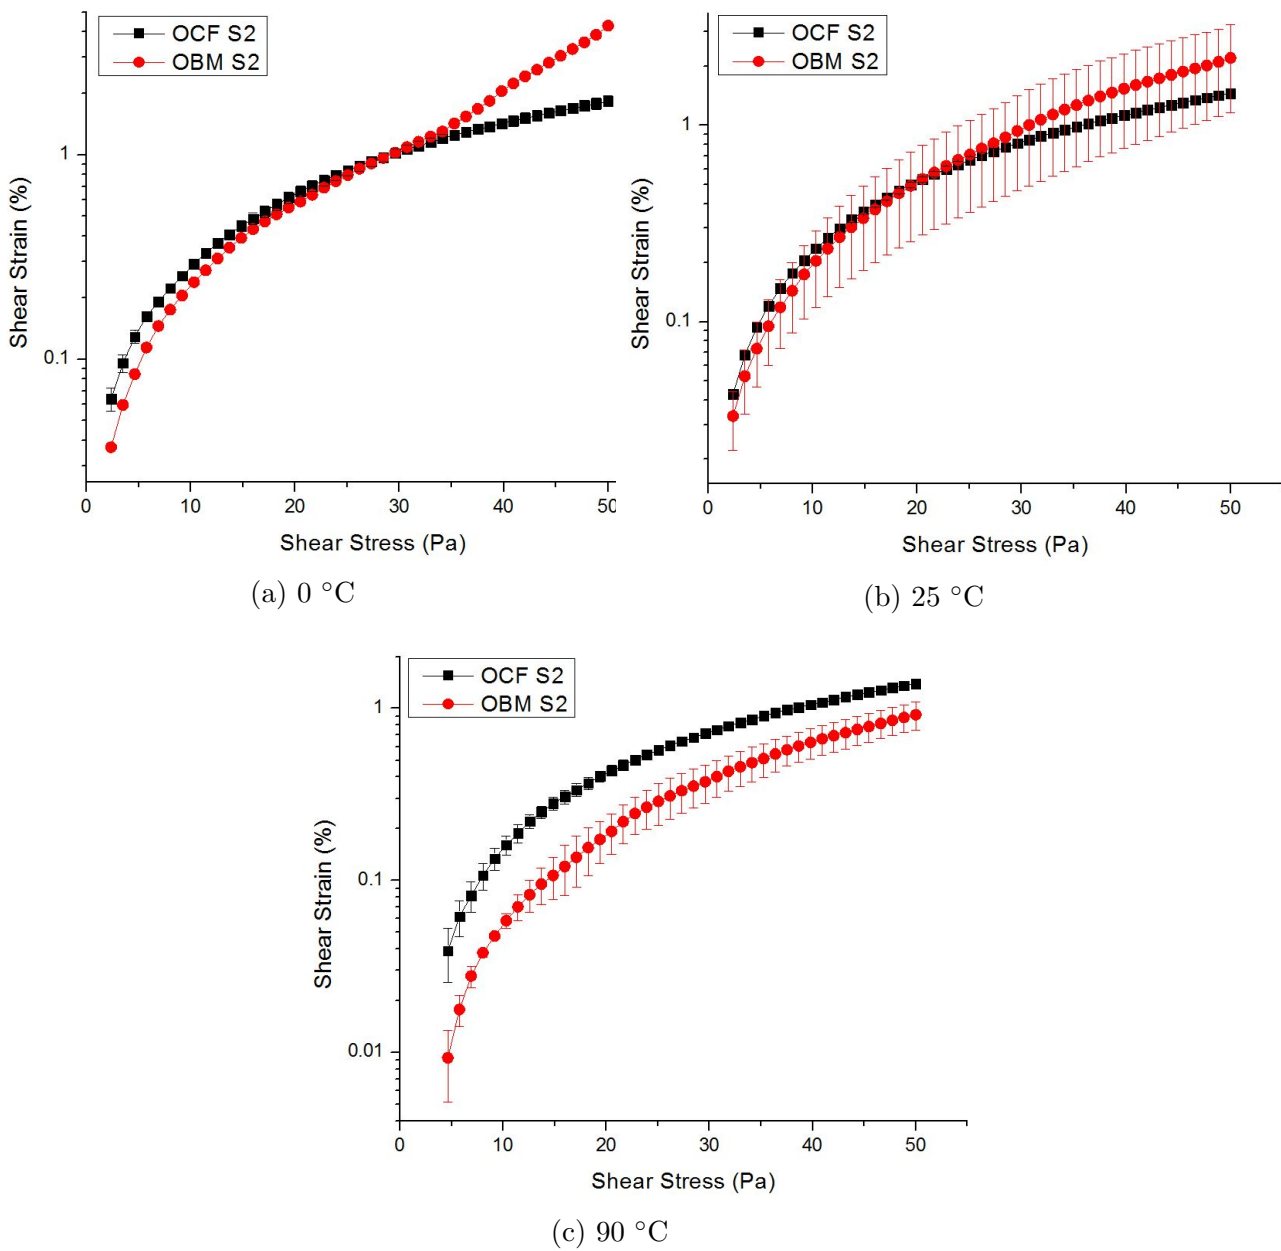 OCF S2
OBM S2
1
0.1
0
10
20
30
40
50
Shear Strain (%)
Shear Stress (Pa)
(a) 0 °C
OCF S2
OBM S2
1
0.1
0
10
20
30
40
50
Shear Strain (%)
Shear Stress (Pa)
(b) 25 °C
OCF S2
OBM S2
1
0.1
0.01
0
10
20
30
40
50
Shear Strain (%)
Shear Stress (Pa)
(c) 90 °C